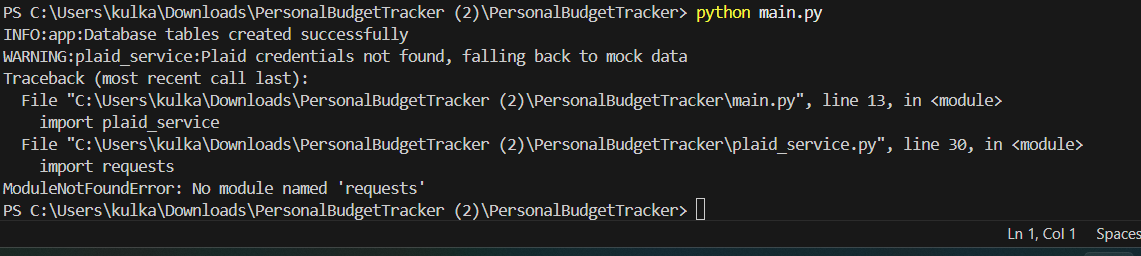 PS C:\Users\kulka\Downloads\PersonalBudgetTracker (2)\PersonalBudgetTracker> python main.py
INFO:app:Database tables created successfully
WARNING:plaid_service:Plaid credentials not found, falling back to mock data
Traceback (most recent call last):
  File "C:\Users\kulka\Downloads\PersonalBudgetTracker (2)\PersonalBudgetTracker\main.py", line 13, in <module>
    import plaid_service
  File "C:\Users\kulka\Downloads\PersonalBudgetTracker (2)\PersonalBudgetTracker\plaid_service.py", line 30, in <module>
    import requests
ModuleNotFoundError: No module named 'requests'
PS C:\Users\kulka\Downloads\PersonalBudgetTracker (2)\PersonalBudgetTracker>
Ln 1, Col 1 Spaces